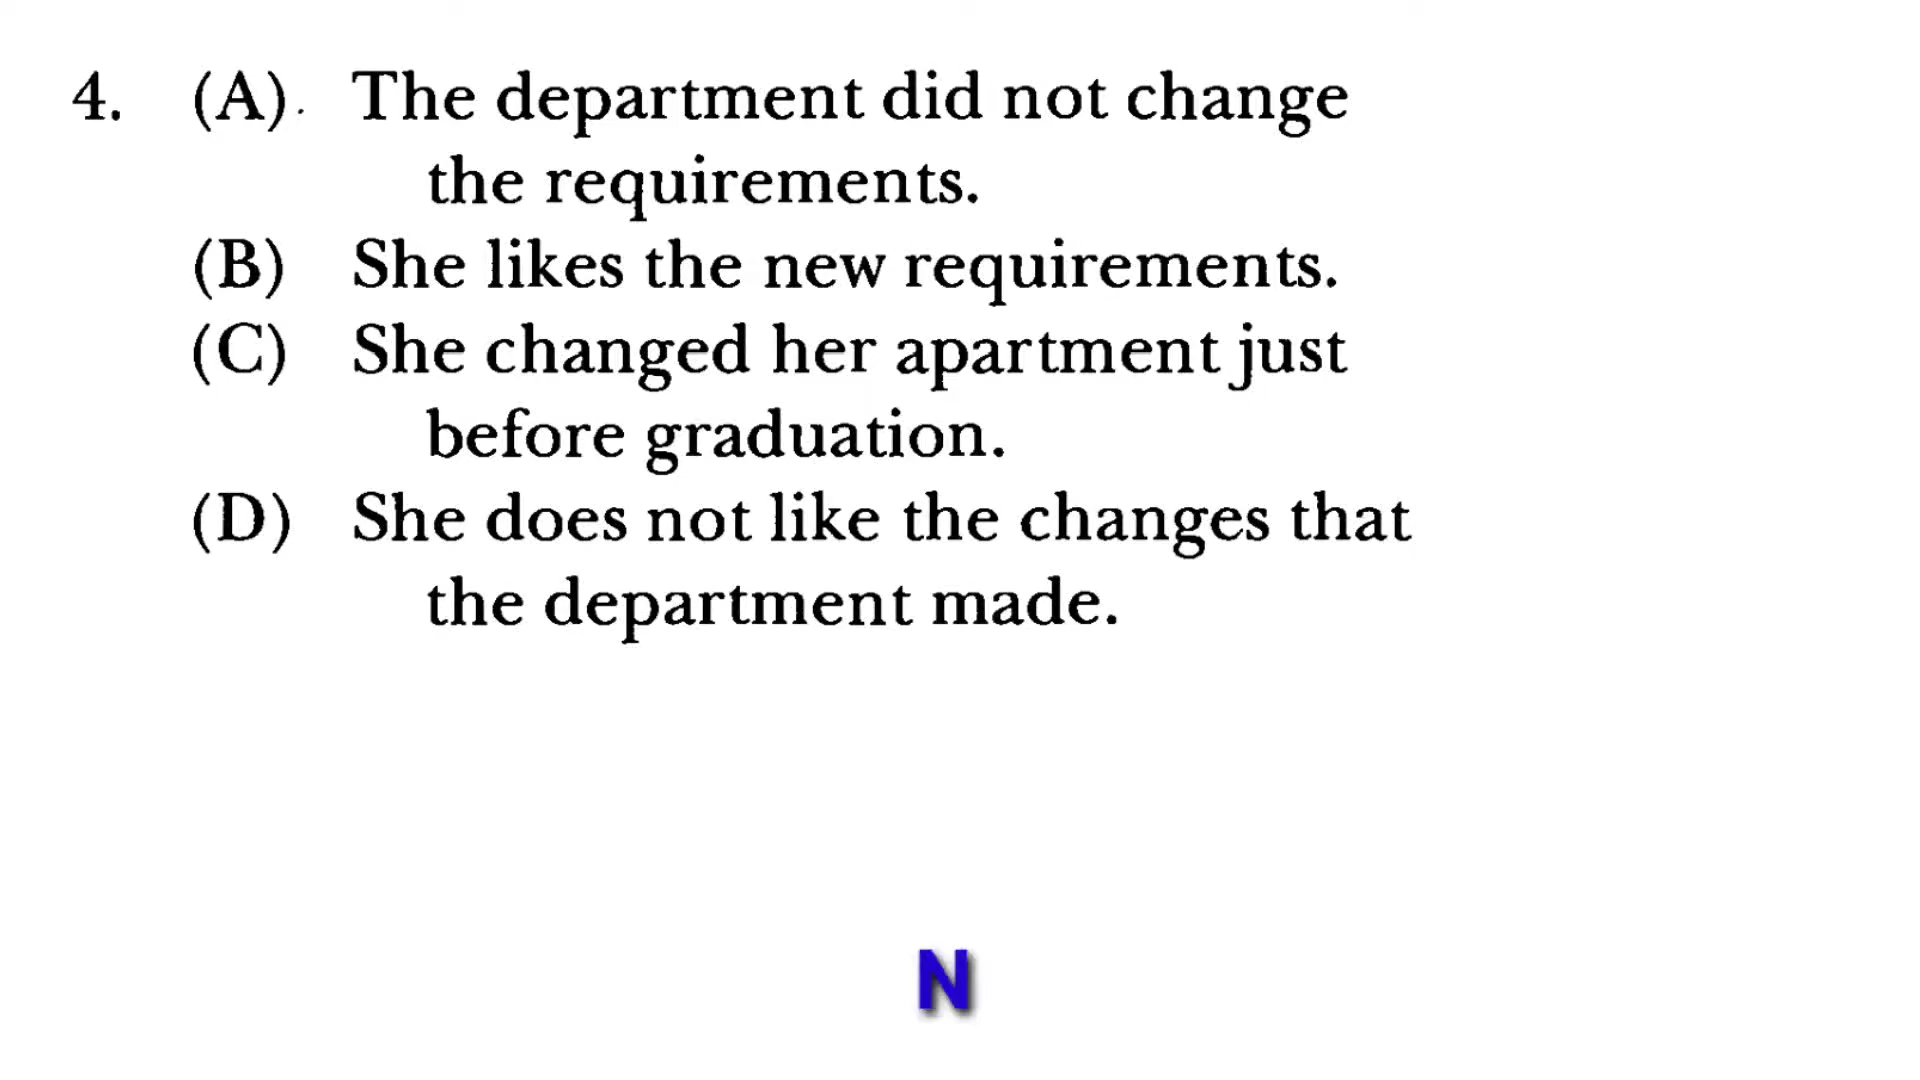 4. (A). The department did not change
the requirements.
(B) She likes the new requirements.
(C) She changed her apartment just
before graduation.
(D) She does not like the changes that
the department made.
N